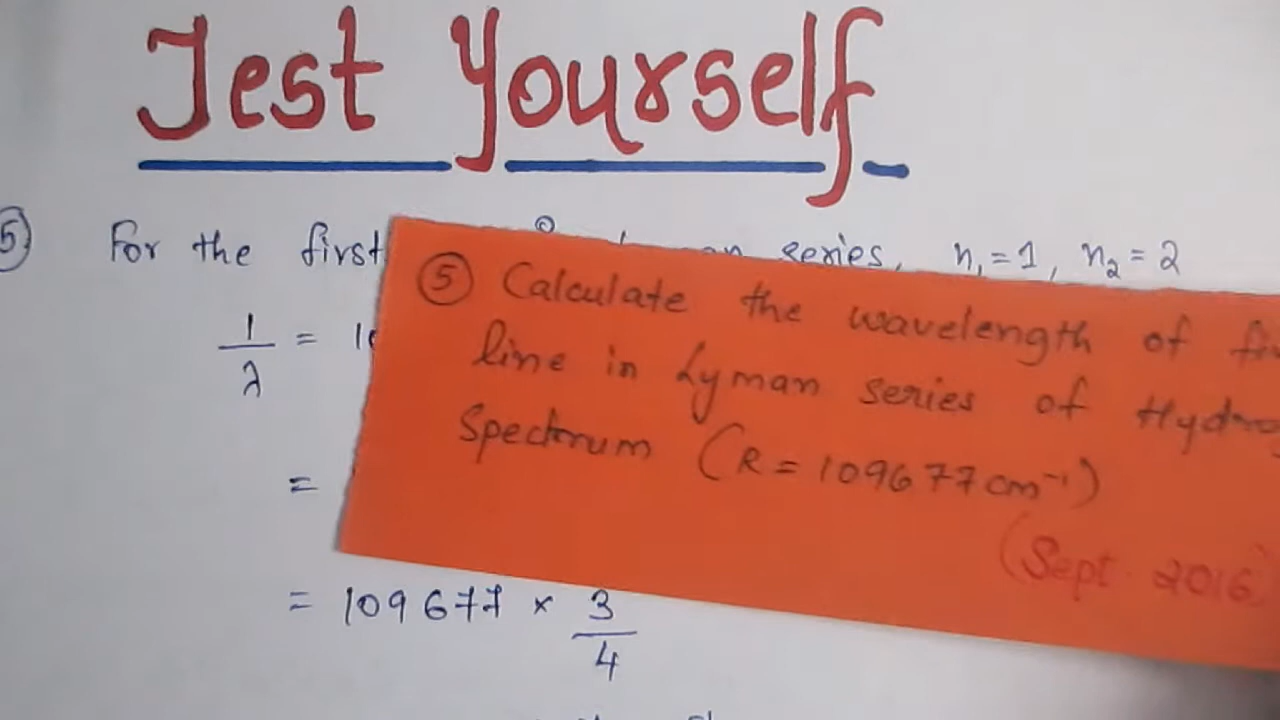 Test Yourself
5 For the first series, n₁ = 1, n₂ = 2
1/λ = 1
=
= 109677 × 3/4
5 Calculate the wavelength of
line in Lyman series of
Spectrum (R = 109677 cm⁻¹)
(Sept. 2016)